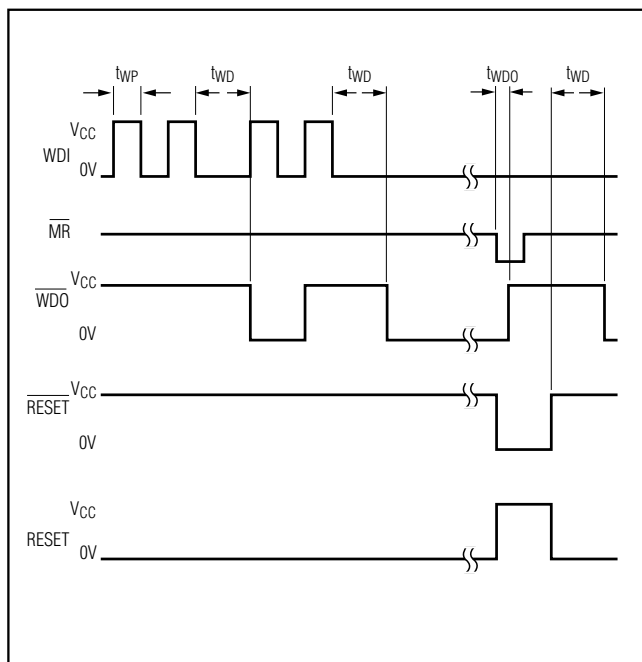 tWP tWD tWD tWDO tWD
VCC
WDI
0V
MR
VCC
WDO
0V
VCC
RESET
0V
VCC
RESET
0V